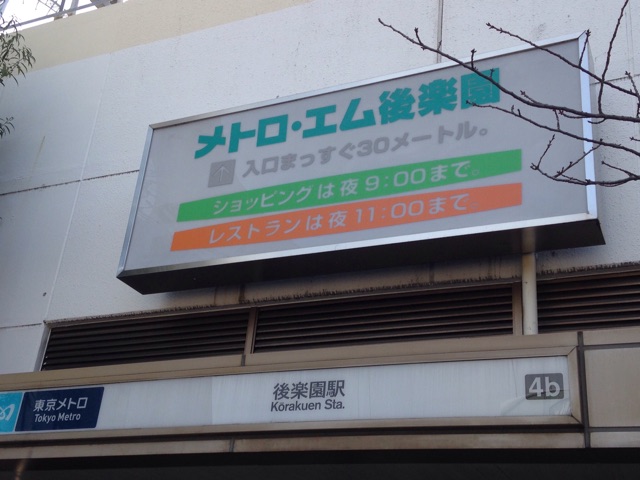 メトロ・エム後楽園
入口まっすぐ30メートル。
ショッピングは夜9:00まで。
レストランは夜11:00まで。
東京メトロ
Tokyo Metro
後楽園駅
Kōrakuen Sta.
4b